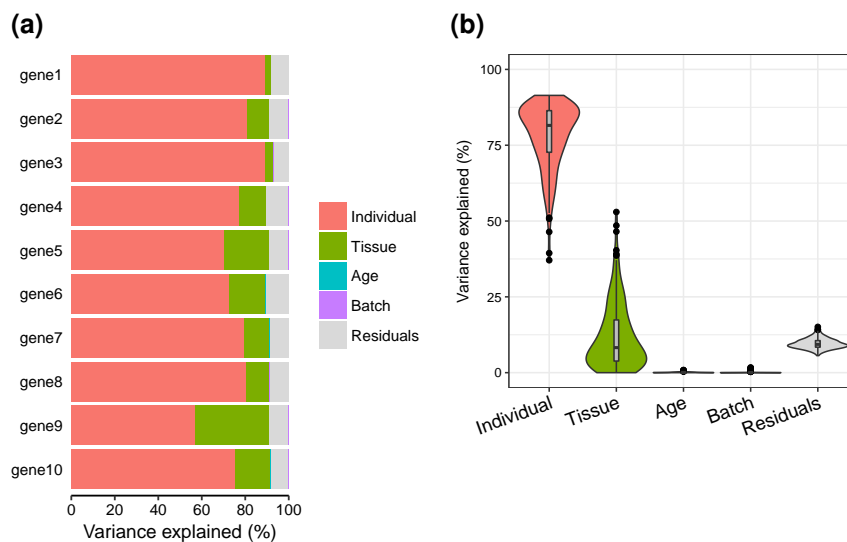 (a)
gene1
gene2
gene3
gene4
gene5
gene6
gene7
gene8
gene9
gene10
0 20 40 60 80 100
Variance explained (%)
Individual
Tissue
Age
Batch
Residuals
(b)
Variance explained (%)
100
75
50
25
0
Individual
Tissue
Age
Batch
Residuals